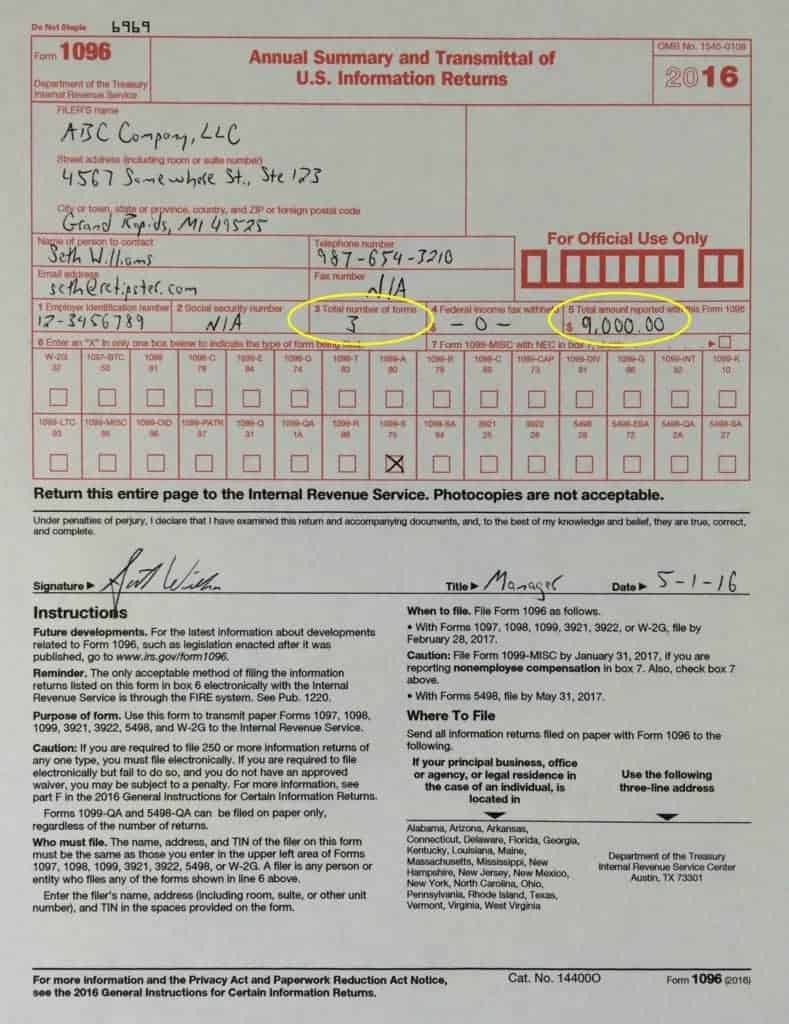 Do Not Staple 6969
Form 1096
Department of the Treasury
Internal Revenue Service
Annual Summary and Transmittal of
U.S. Information Returns
OMB No. 1545-0108
2016
FILER'S name
ABC Company, LLC
Street address (including room or suite number)
4567 Somewhere St., Ste 123
City or town, state or province, country, and ZIP or foreign postal code
Grand Rapids, MI 49525
Name of person to contact
Seth Williams
Telephone number
987-654-3210
Email address
seth@retipster.com
Fax number
N/A
For Official Use Only
1 Employer identification number
12-3456789
2 Social security number
N/A
3 Total number of forms
3
4 Federal income tax withheld
$ -0-
5 Total amount reported with this Form 1096
$ 9,000.00
6 Enter an "X" in only one box below to indicate the type of form being
7 Form 1099-MISC with NEC in box 7,
W-2G 1097-BTC 1098 1098-C 1098-E 1098-Q 1098-T 1099-A 1099-B 1099-C 1099-CAP 1099-DIV 1099-G 1099-INT 1099-K
32 50 81 78 84 74 83 80 79 85 73 91 86 92 10
1099-LTC 1099-MISC 1099-OID 1099-PATR 1099-Q 1099-QA 1099-R 1099-S 1099-SA 3921 3922 5498 5498-ESA 5498-QA 5498-SA
93 95 96 97 31 1A 98 75 94 25 26 28 72 2A 27
Return this entire page to the Internal Revenue Service. Photocopies are not acceptable.
Under penalties of perjury, I declare that I have examined this return and accompanying documents, and, to the best of my knowledge and belief, they are true, correct,
and complete.
Signature Title Manager Date 5-1-16
Instructions
Future developments. For the latest information about developments
related to Form 1096, such as legislation enacted after it was
published, go to www.irs.gov/form1096.
Reminder. The only acceptable method of filing the information
returns listed on this form in box 6 electronically with the Internal
Revenue Service is through the FIRE system. See Pub. 1220.
Purpose of form. Use this form to transmit paper Forms 1097, 1098,
1099, 3921, 3922, 5498, and W-2G to the Internal Revenue Service.
Caution: If you are required to file 250 or more information returns of
any one type, you must file electronically. If you are required to file
electronically but fail to do so, and you do not have an approved
waiver, you may be subject to a penalty. For more information, see
part F in the 2016 General Instructions for Certain Information Returns.
Forms 1099-QA and 5498-QA can be filed on paper only,
regardless of the number of returns.
Who must file. The name, address, and TIN of the filer on this form
must be the same as those you enter in the upper left area of Forms
1097, 1098, 1099, 3921, 3922, 5498, or W-2G. A filer is any person or
entity who files any of the forms shown in line 6 above.
Enter the filer's name, address (including room, suite, or other unit
number), and TIN in the spaces provided on the form.
When to file. File Form 1096 as follows.
• With Forms 1097, 1098, 1099, 3921, 3922, or W-2G, file by
February 28, 2017.
Caution: File Form 1099-MISC by January 31, 2017, if you are
reporting nonemployee compensation in box 7. Also, check box 7
above.
• With Forms 5498, file by May 31, 2017.
Where To File
Send all information returns filed on paper with Form 1096 to the
following.
If your principal business, office
or agency, or legal residence in
the case of an individual, is
located in
Use the following
three-line address
Alabama, Arizona, Arkansas,
Connecticut, Delaware, Florida, Georgia,
Kentucky, Louisiana, Maine,
Massachusetts, Mississippi, New
Hampshire, New Jersey, New Mexico,
New York, North Carolina, Ohio,
Pennsylvania, Rhode Island, Texas,
Vermont, Virginia, West Virginia
Department of the Treasury
Internal Revenue Service Center
Austin, TX 73301
For more information and the Privacy Act and Paperwork Reduction Act Notice,
see the 2016 General Instructions for Certain Information Returns.
Cat. No. 14400O
Form 1096 (2016)